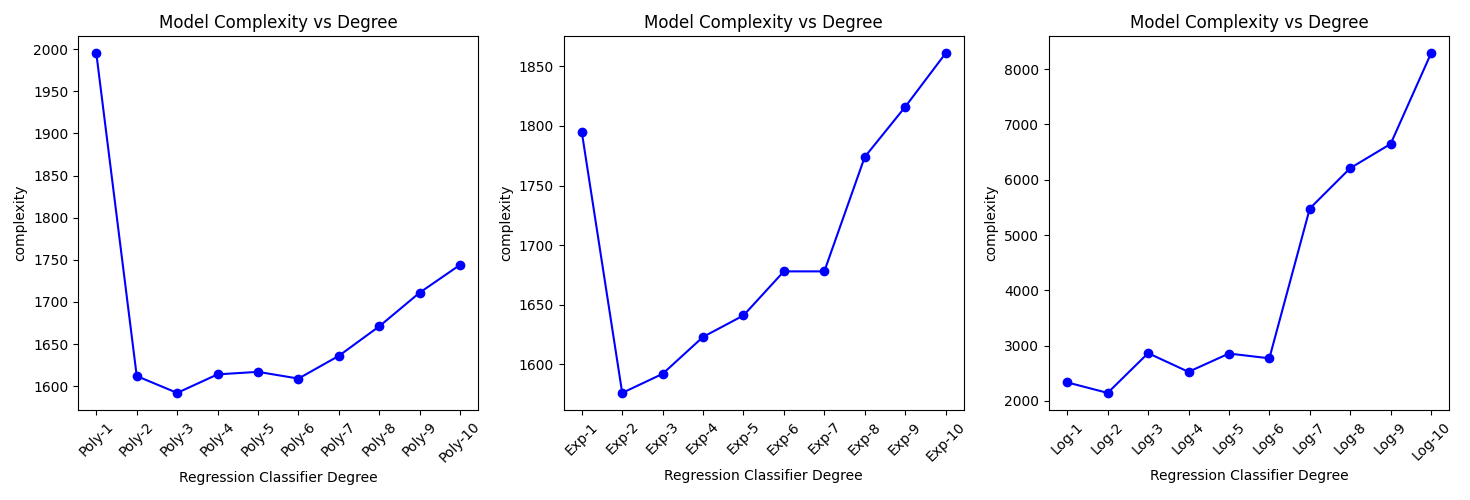 Model Complexity vs Degree
complexity
2000
1950
1900
1850
1800
1750
1700
1650
1600
Poly-1
Poly-2
Poly-3
Poly-4
Poly-5
Poly-6
Poly-7
Poly-8
Poly-9
Poly-10
Regression Classifier Degree
Model Complexity vs Degree
complexity
1850
1800
1750
1700
1650
1600
Exp-1
Exp-2
Exp-3
Exp-4
Exp-5
Exp-6
Exp-7
Exp-8
Exp-9
Exp-10
Regression Classifier Degree
Model Complexity vs Degree
complexity
8000
7000
6000
5000
4000
3000
2000
Log-1
Log-2
Log-3
Log-4
Log-5
Log-6
Log-7
Log-8
Log-9
Log-10
Regression Classifier Degree